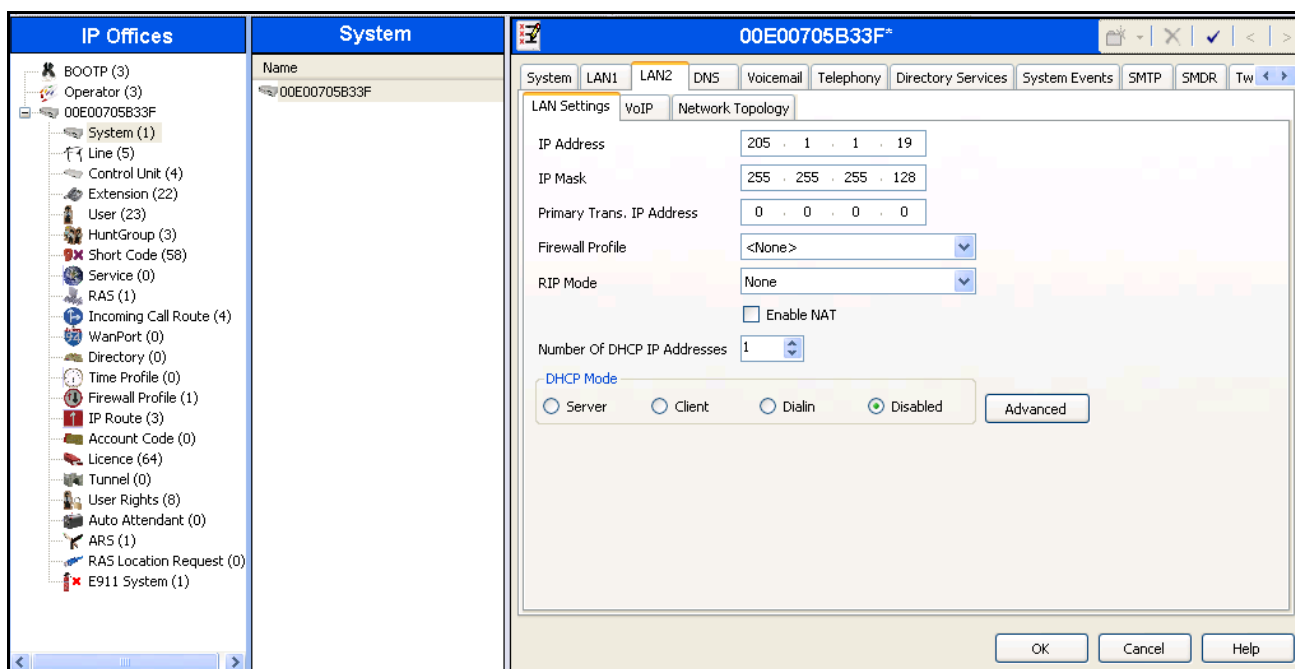 IP Offices
BOOTP (3)
Operator (3)
00E00705B33F
System (1)
Line (5)
Control Unit (4)
Extension (22)
User (23)
HuntGroup (3)
Short Code (58)
Service (0)
RAS (1)
Incoming Call Route (4)
WanPort (0)
Directory (0)
Time Profile (0)
Firewall Profile (1)
IP Route (3)
Account Code (0)
Licence (64)
Tunnel (0)
User Rights (8)
Auto Attendant (0)
ARS (1)
RAS Location Request (0)
E911 System (1)
System
Name
00E00705B33F
00E00705B33F*
System LAN1 LAN2 DNS Voicemail Telephony Directory Services System Events SMTP SMDR Tw
LAN Settings VoIP Network Topology
IP Address 205 . 1 . 1 . 19
IP Mask 255 . 255 . 255 . 128
Primary Trans. IP Address 0 . 0 . 0 . 0
Firewall Profile <None>
RIP Mode None
Enable NAT
Number Of DHCP IP Addresses 1
DHCP Mode
Server Client Dialin Disabled Advanced
OK Cancel Help